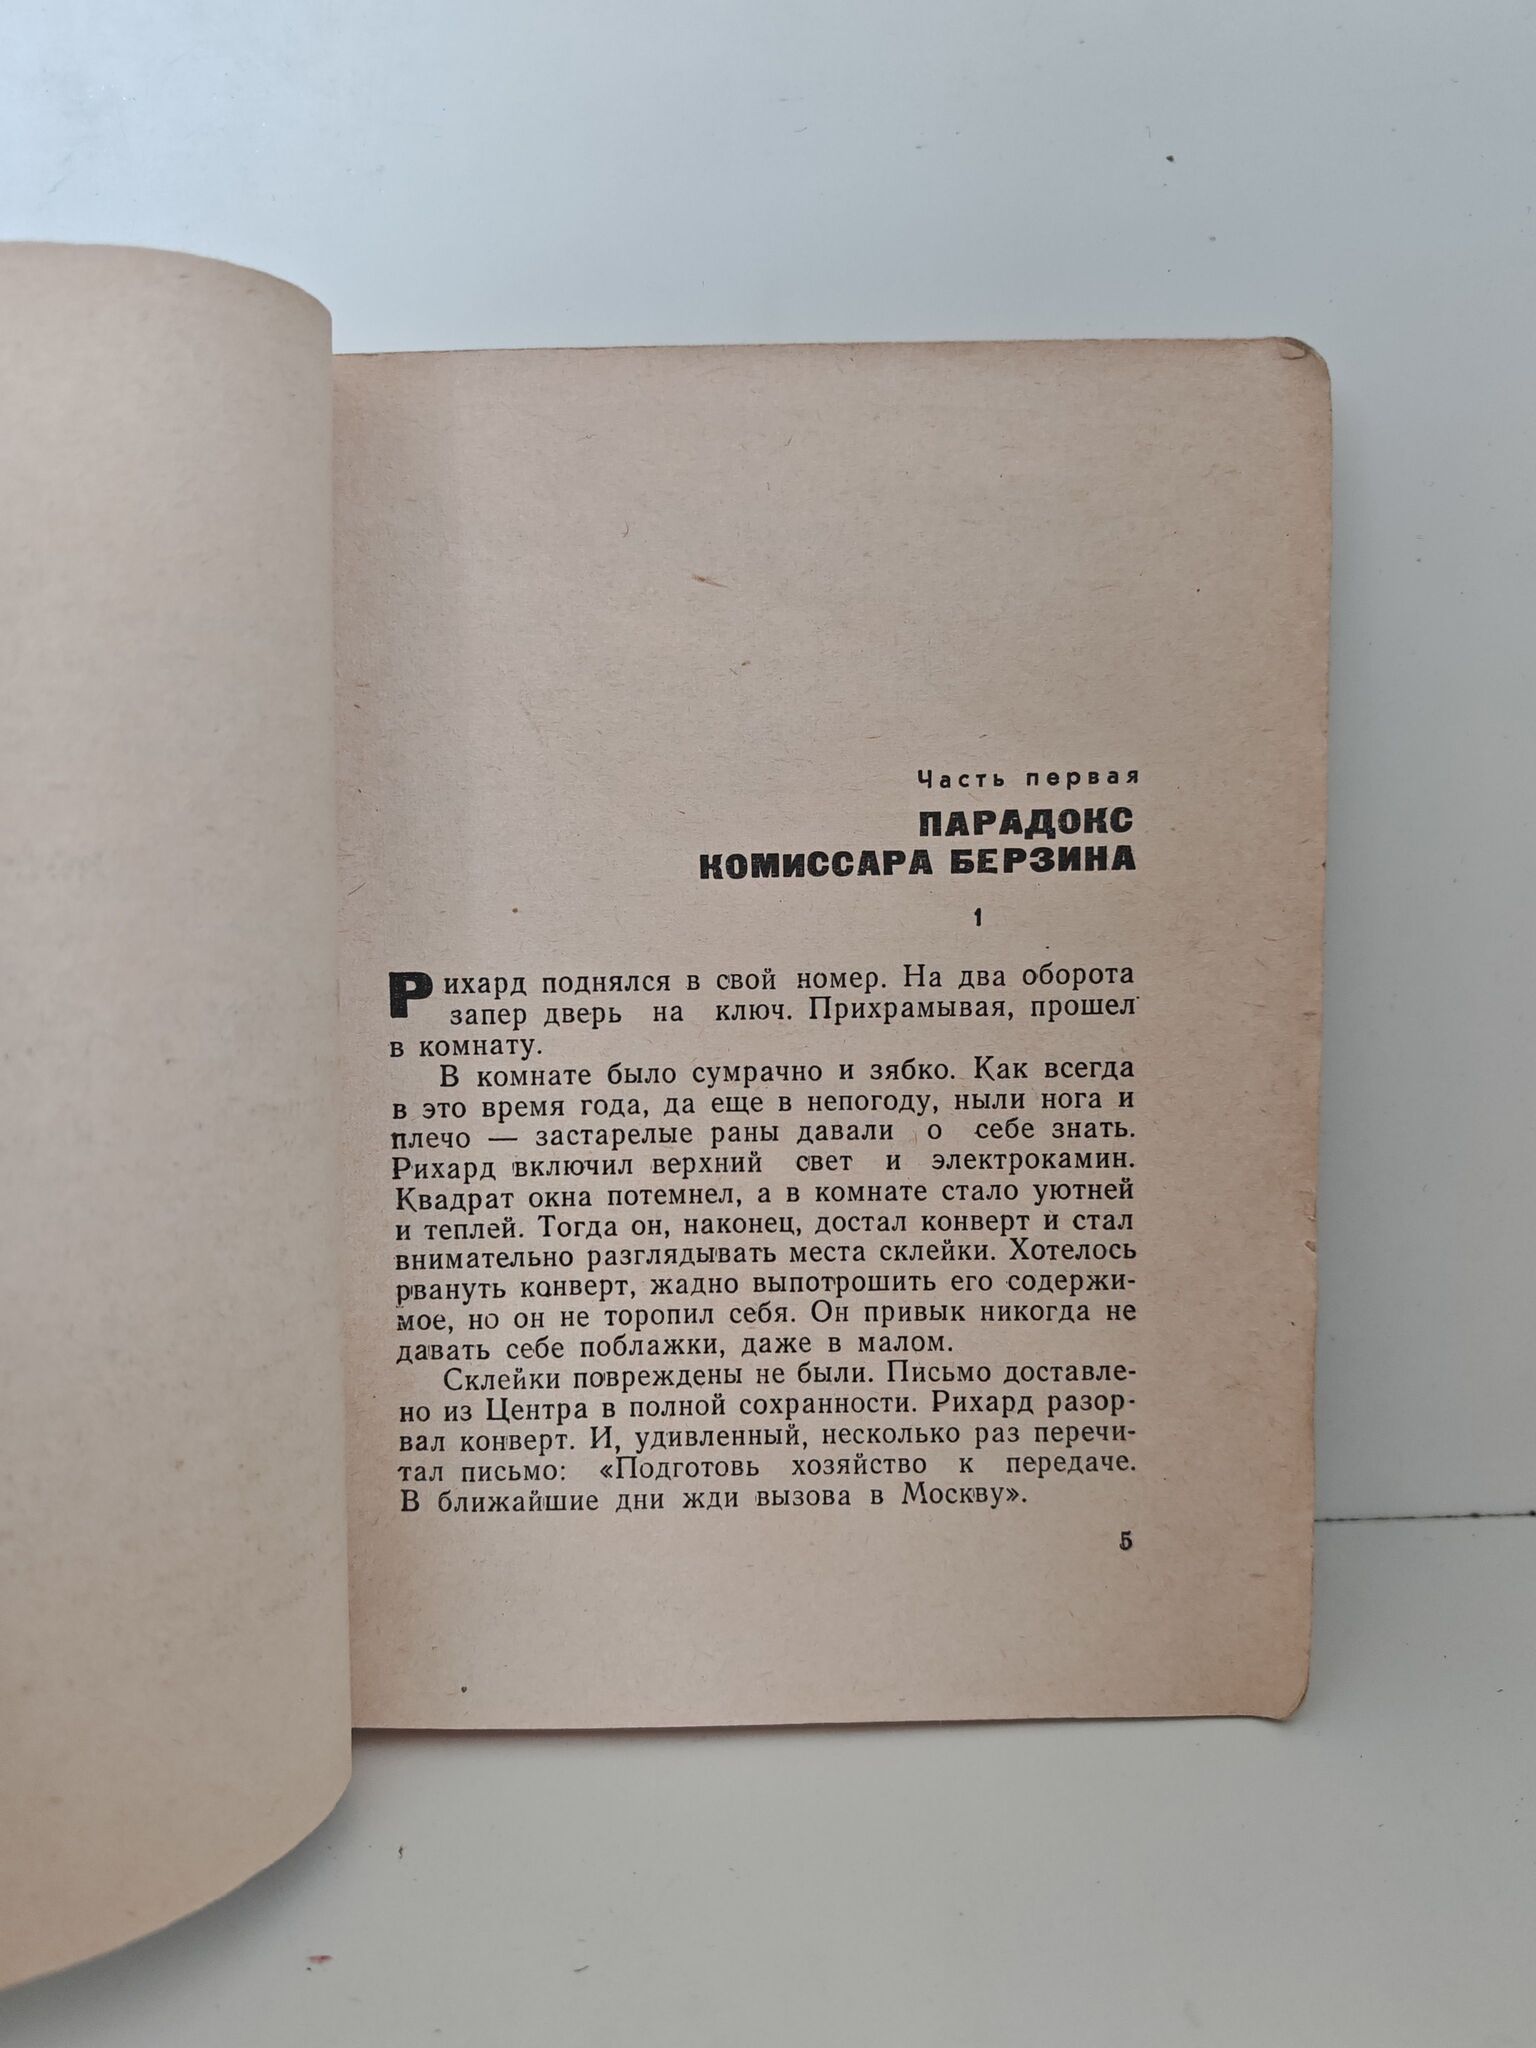 Часть первая
ПАРАДОКС
КОМИССАРА БЕРЗИНА
1
Рихард поднялся в свой номер. На два оборота
запер дверь на ключ. Прихрамывая, прошел
в комнату.
В комнате было сумрачно и зябко. Как всегда
в это время года, да еще в непогоду, ныли нога и
плечо — застарелые раны давали о себе знать.
Рихард включил верхний свет и электрокамин.
Квадрат окна потемнел, а в комнате стало уютней
и теплей. Тогда он, наконец, достал конверт и стал
внимательно разглядывать места склейки. Хотелось
рвануть конверт, жадно выпотрошить его содержи-
мое, но он не торопил себя. Он привык никогда не
давать себе поблажки, даже в малом.
Склейки повреждены не были. Письмо доставле-
но из Центра в полной сохранности. Рихард разор-
вал конверт. И, удивленный, несколько раз перечи-
тал письмо: «Подготовь хозяйство к передаче.
В ближайшие дни жди вызова в Москву».
5